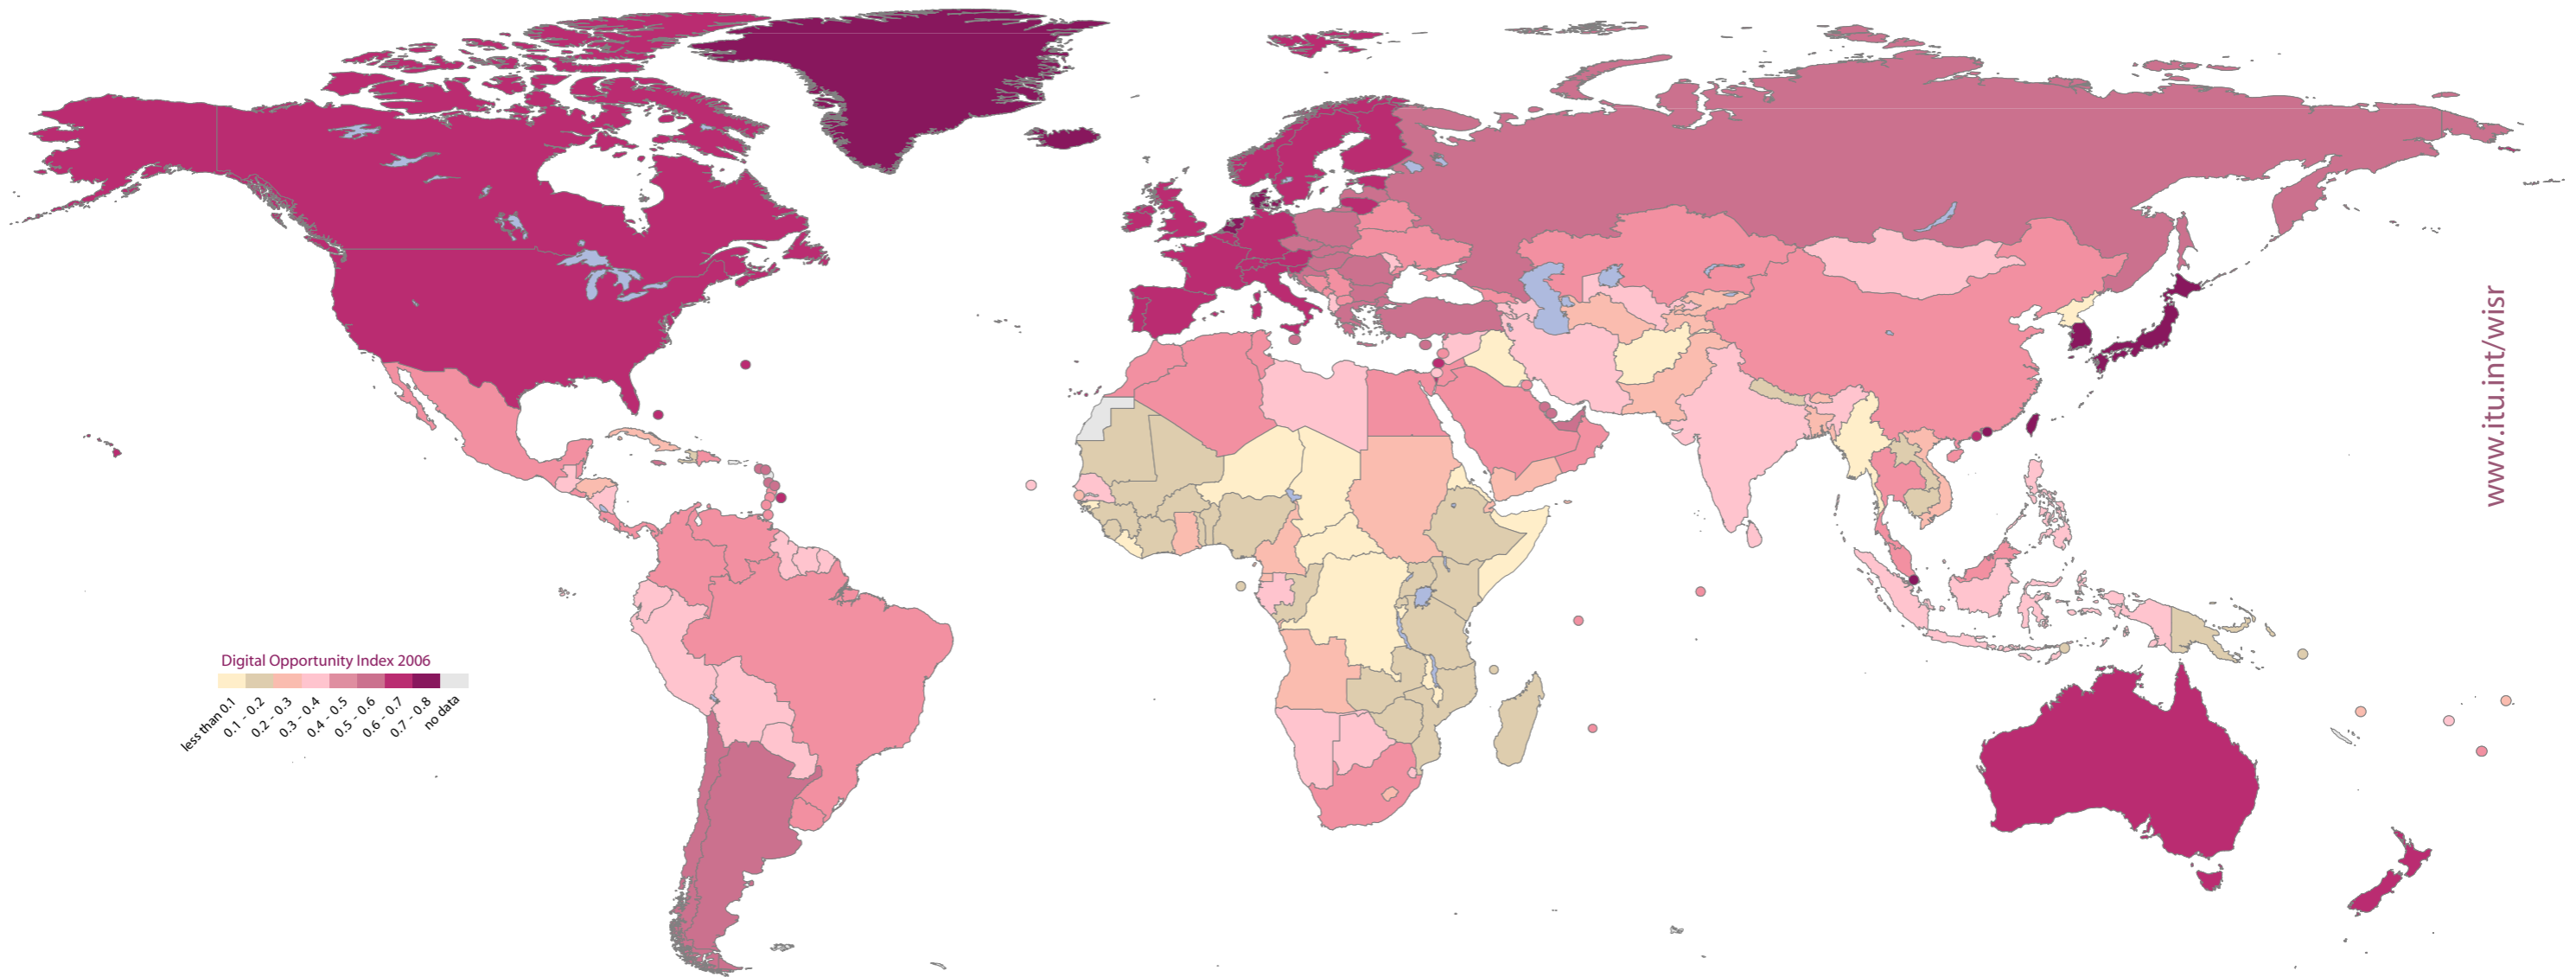 www.itu.int/wisr
Digital Opportunity Index 2006
less than 0.1
0.1 - 0.2
0.2 - 0.3
0.3 - 0.4
0.4 - 0.5
0.5 - 0.6
0.6 - 0.7
0.7 - 0.8
no data